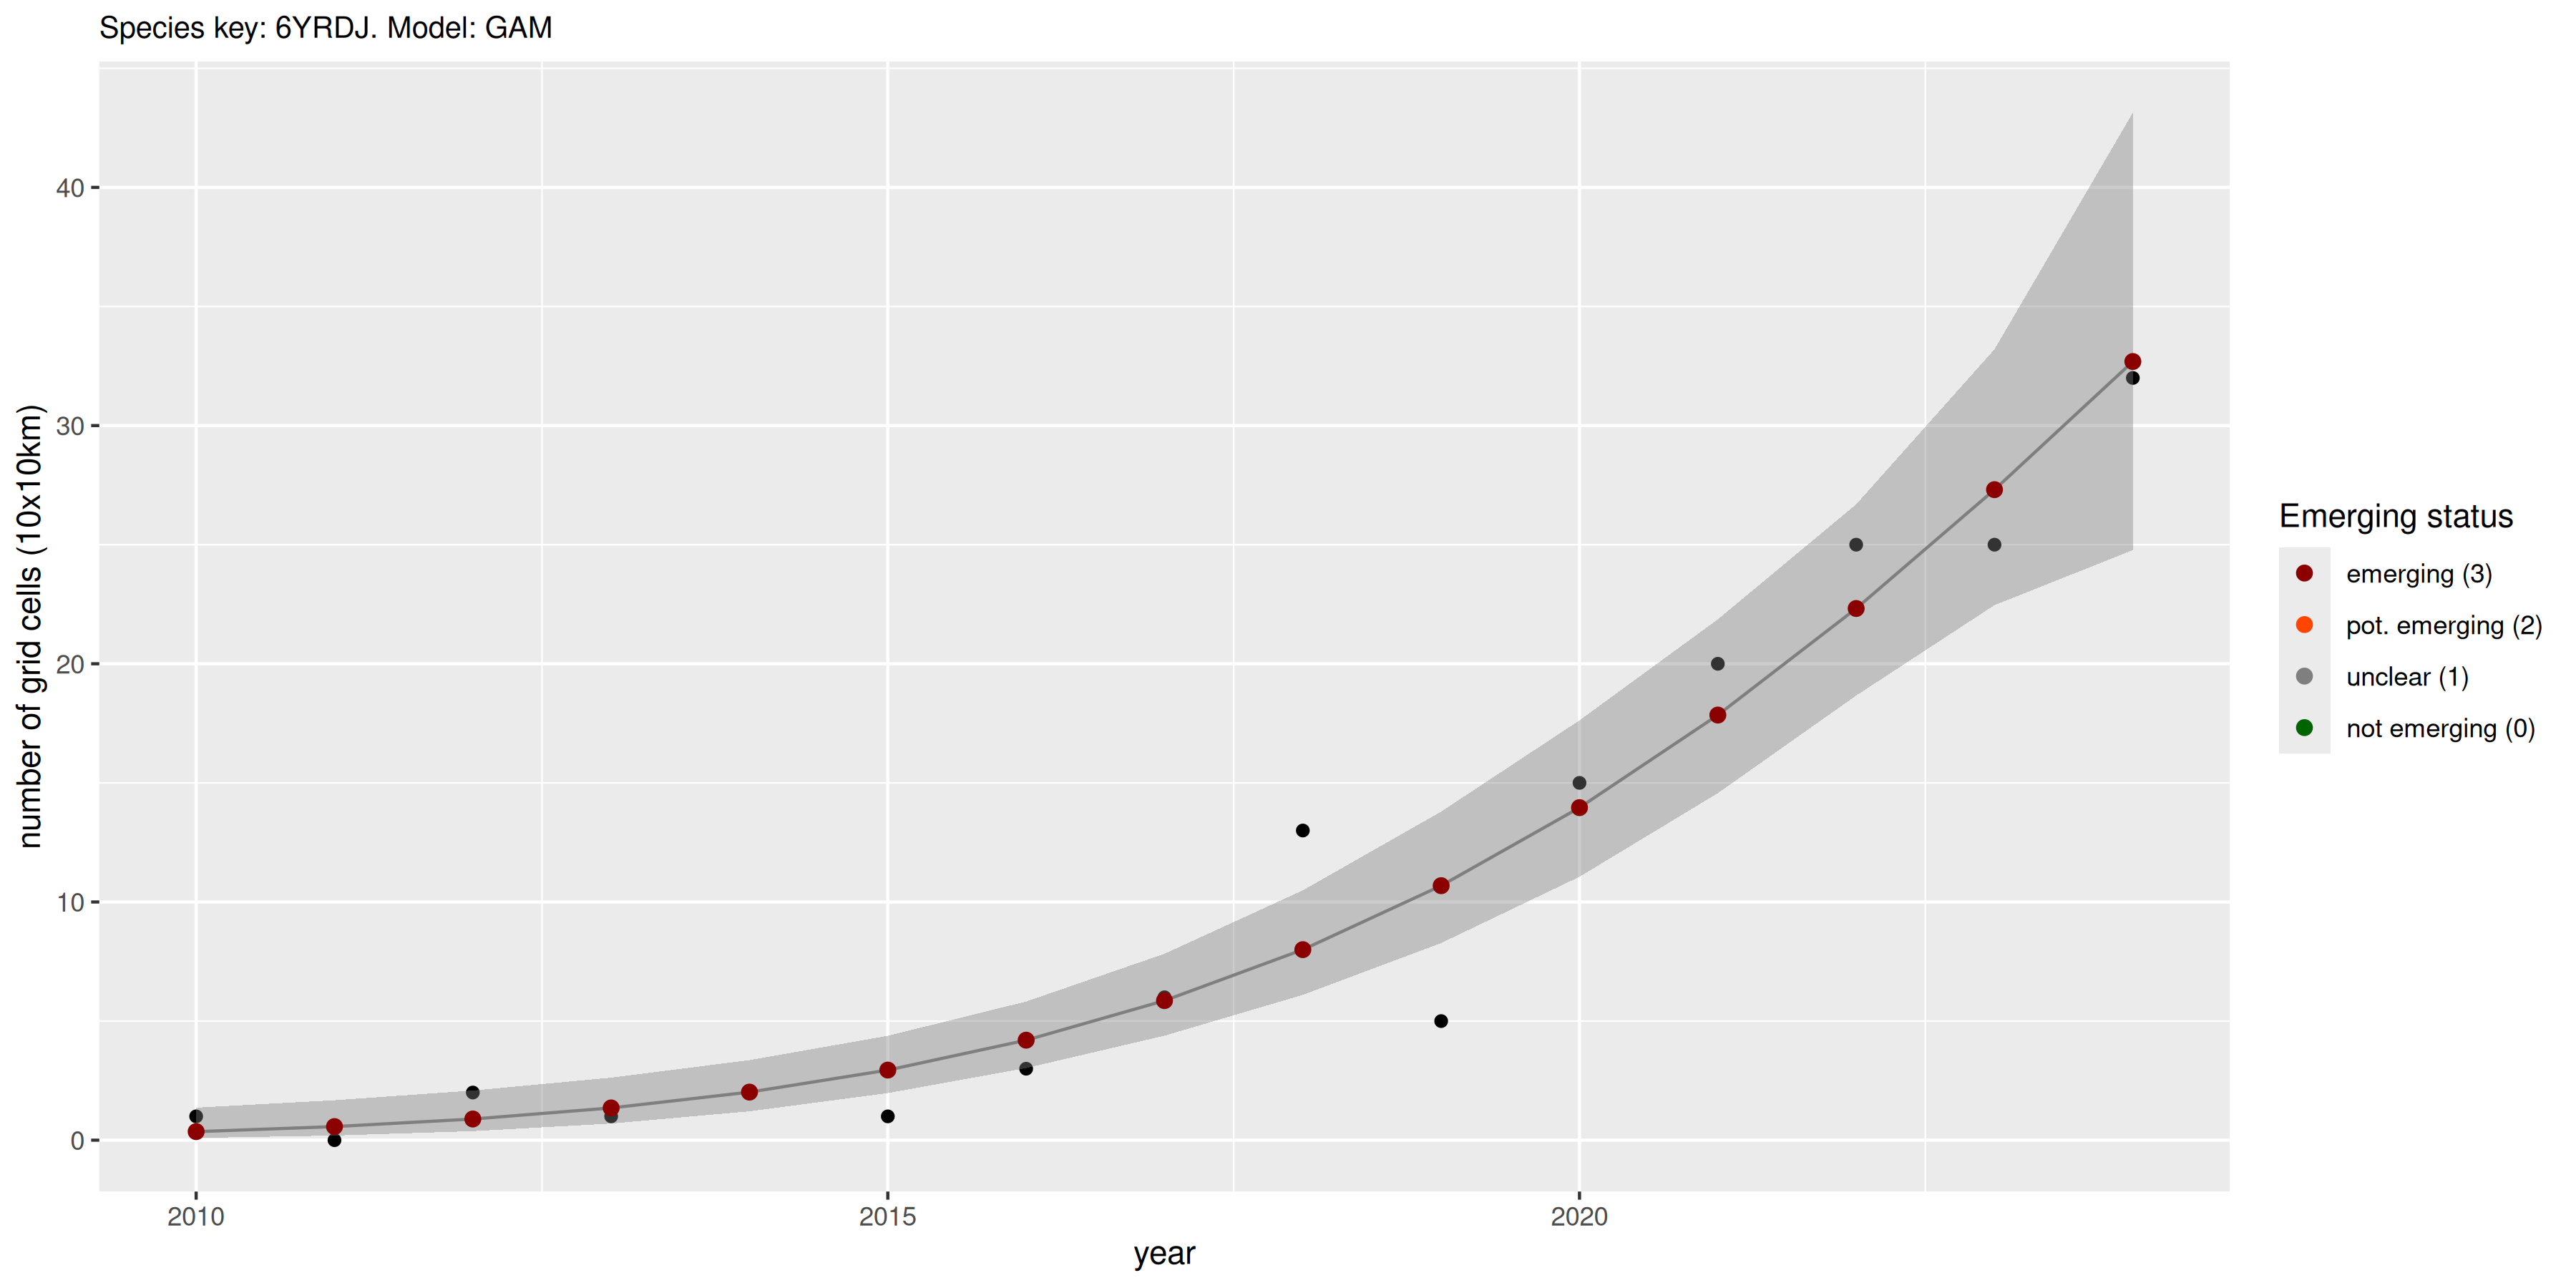 Species key: 6YRDJ. Model: GAM
40
30
20
10
0
number of grid cells (10x10km)
2010
2015
2020
year
Emerging status
emerging (3)
pot. emerging (2)
unclear (1)
not emerging (0)